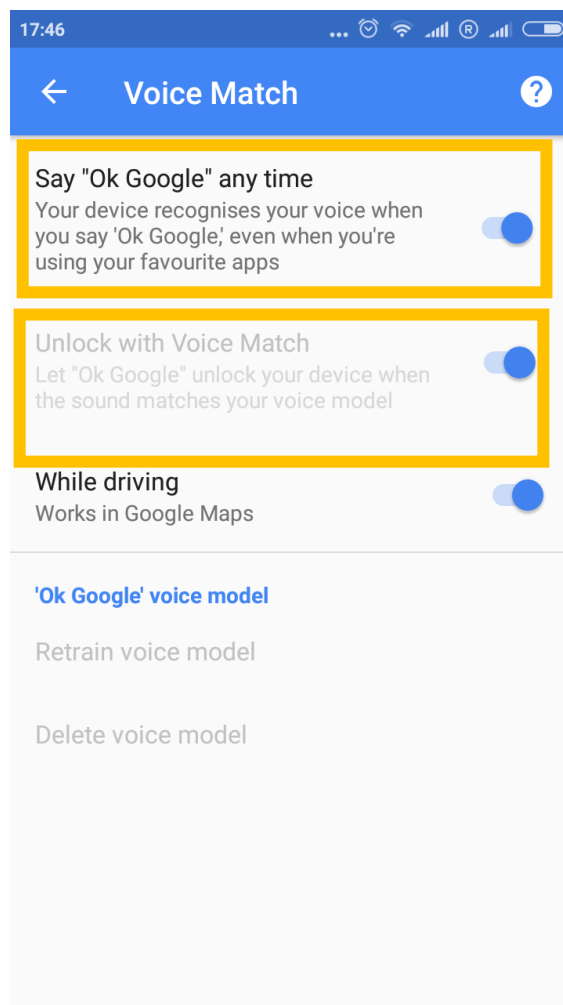 17:46
... R
Voice Match
?
Say "Ok Google" any time
Your device recognises your voice when
you say 'Ok Google,' even when you're
using your favourite apps
Unlock with Voice Match
Let "Ok Google" unlock your device when
the sound matches your voice model
While driving
Works in Google Maps
'Ok Google' voice model
Retrain voice model
Delete voice model